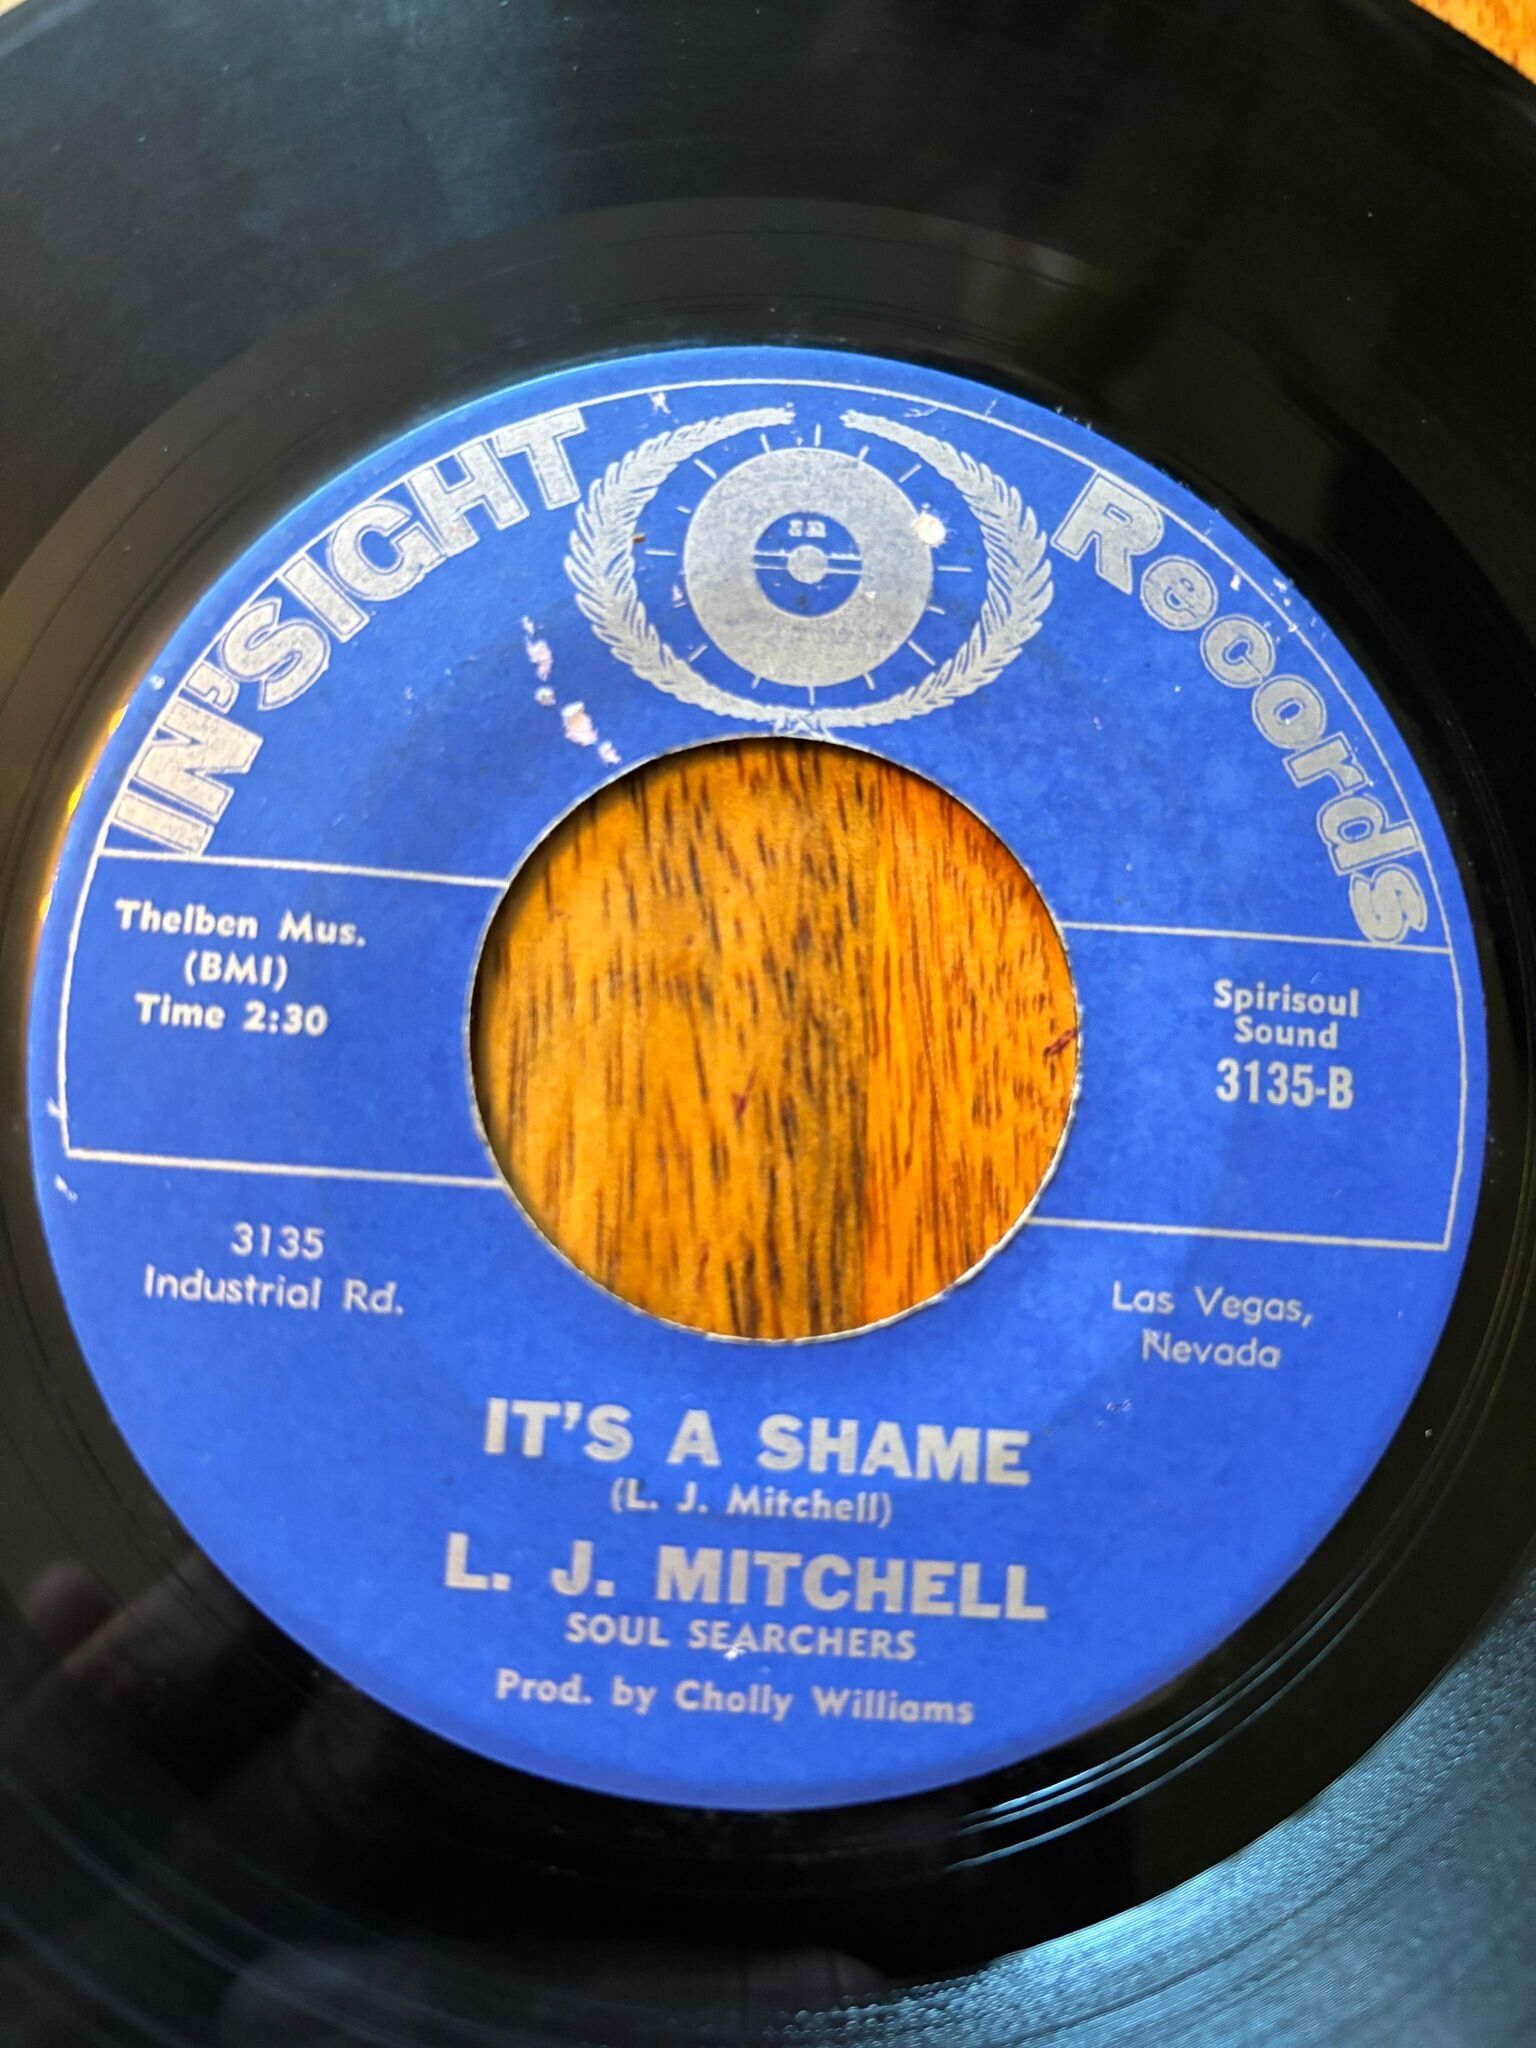 IN'SIGHT Records
Thelben Mus.
(BMI)
Time 2:30
Spirisoul
Sound
3135-B
3135
Industrial Rd.
Las Vegas,
Nevada
IT'S A SHAME
(L. J. Mitchell)
L. J. MITCHELL
SOUL SEARCHERS
Prod. by Cholly Williams